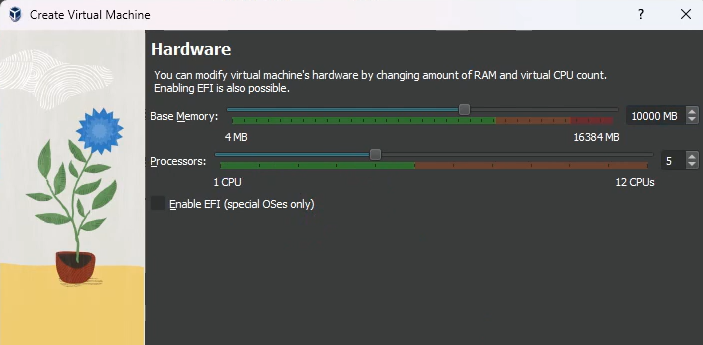 Create Virtual Machine
?
Hardware
You can modify virtual machine's hardware by changing amount of RAM and virtual CPU count.
Enabling EFI is also possible.
Base Memory:
10000 MB
4 MB
16384 MB
Processors:
5
1 CPU
12 CPUs
Enable EFI (special OSes only)